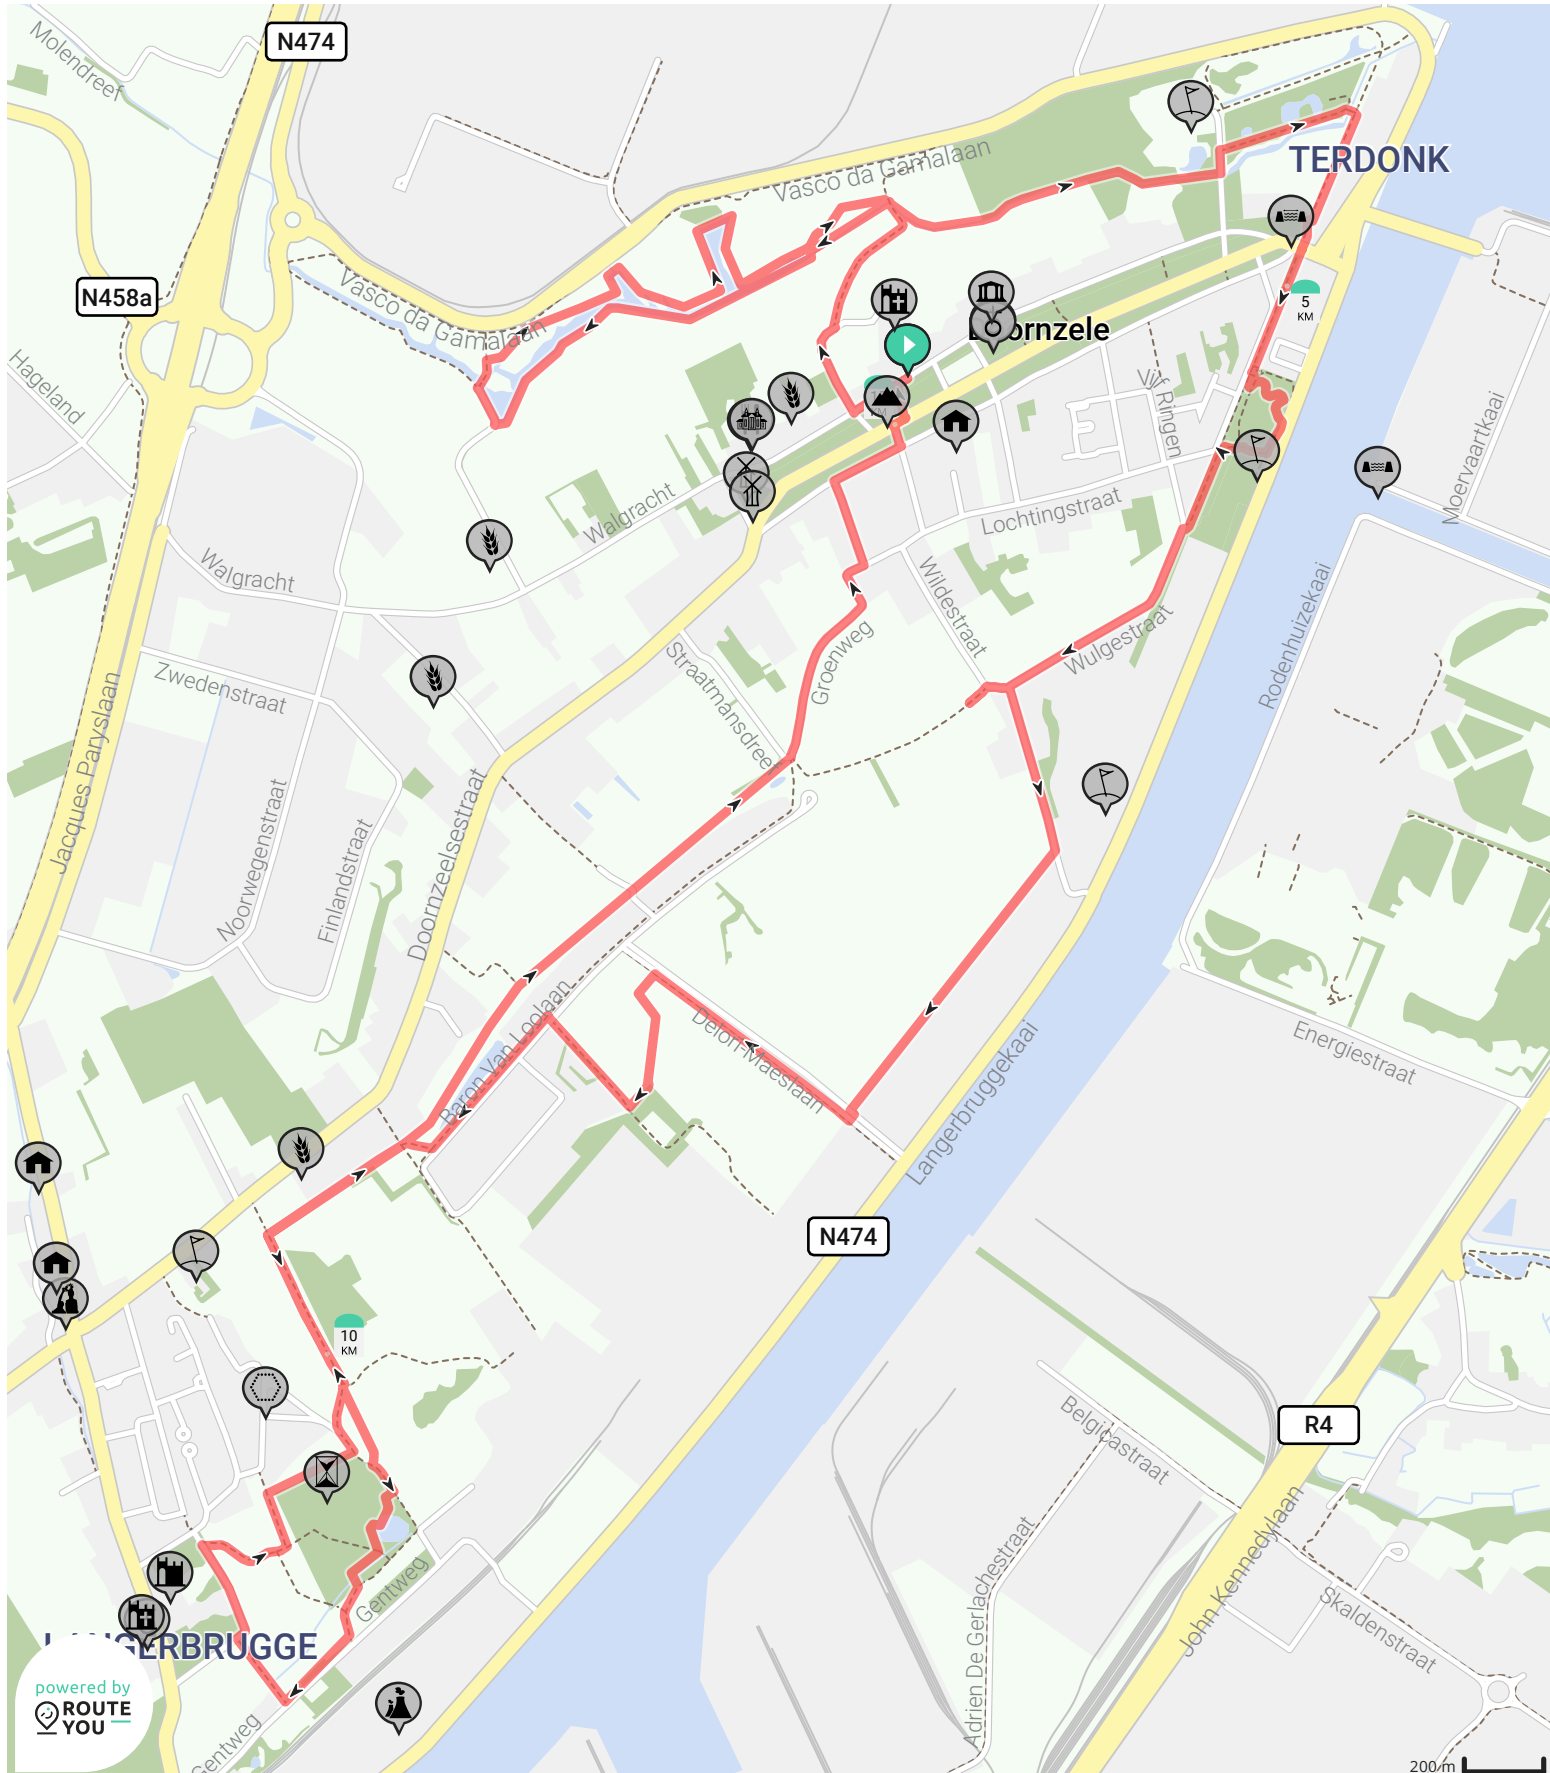 N474
Molendreef
TERDONK
Vasco da Gamalaan
N458a
Vasco da Gamalaan
5
KM
Doornzele
Hageland
Vijf Ringen
Moervaartkaai
Walgracht
Lochtingstraat
Walgracht
Wildestraat
Rodenhuizekaai
Wulgestraat
Groenweg
Straatmansdreef
Zwedenstraat
Jacques Paryslaan
Noorwegenstraat
Finlandstraat
Doornzeelsestraat
Baron Van Loolaan
Delori-Maeslaan
Langerbruggekaai
Energiestraat
N474
10
KM
Belgicastraat
R4
John Kennedylaan
Adrien De Gerlachestraat
Skaldenstraat
Gentweg
LANGERBRUGGE
Gentweg
powered by
ROUTE
YOU
200 m